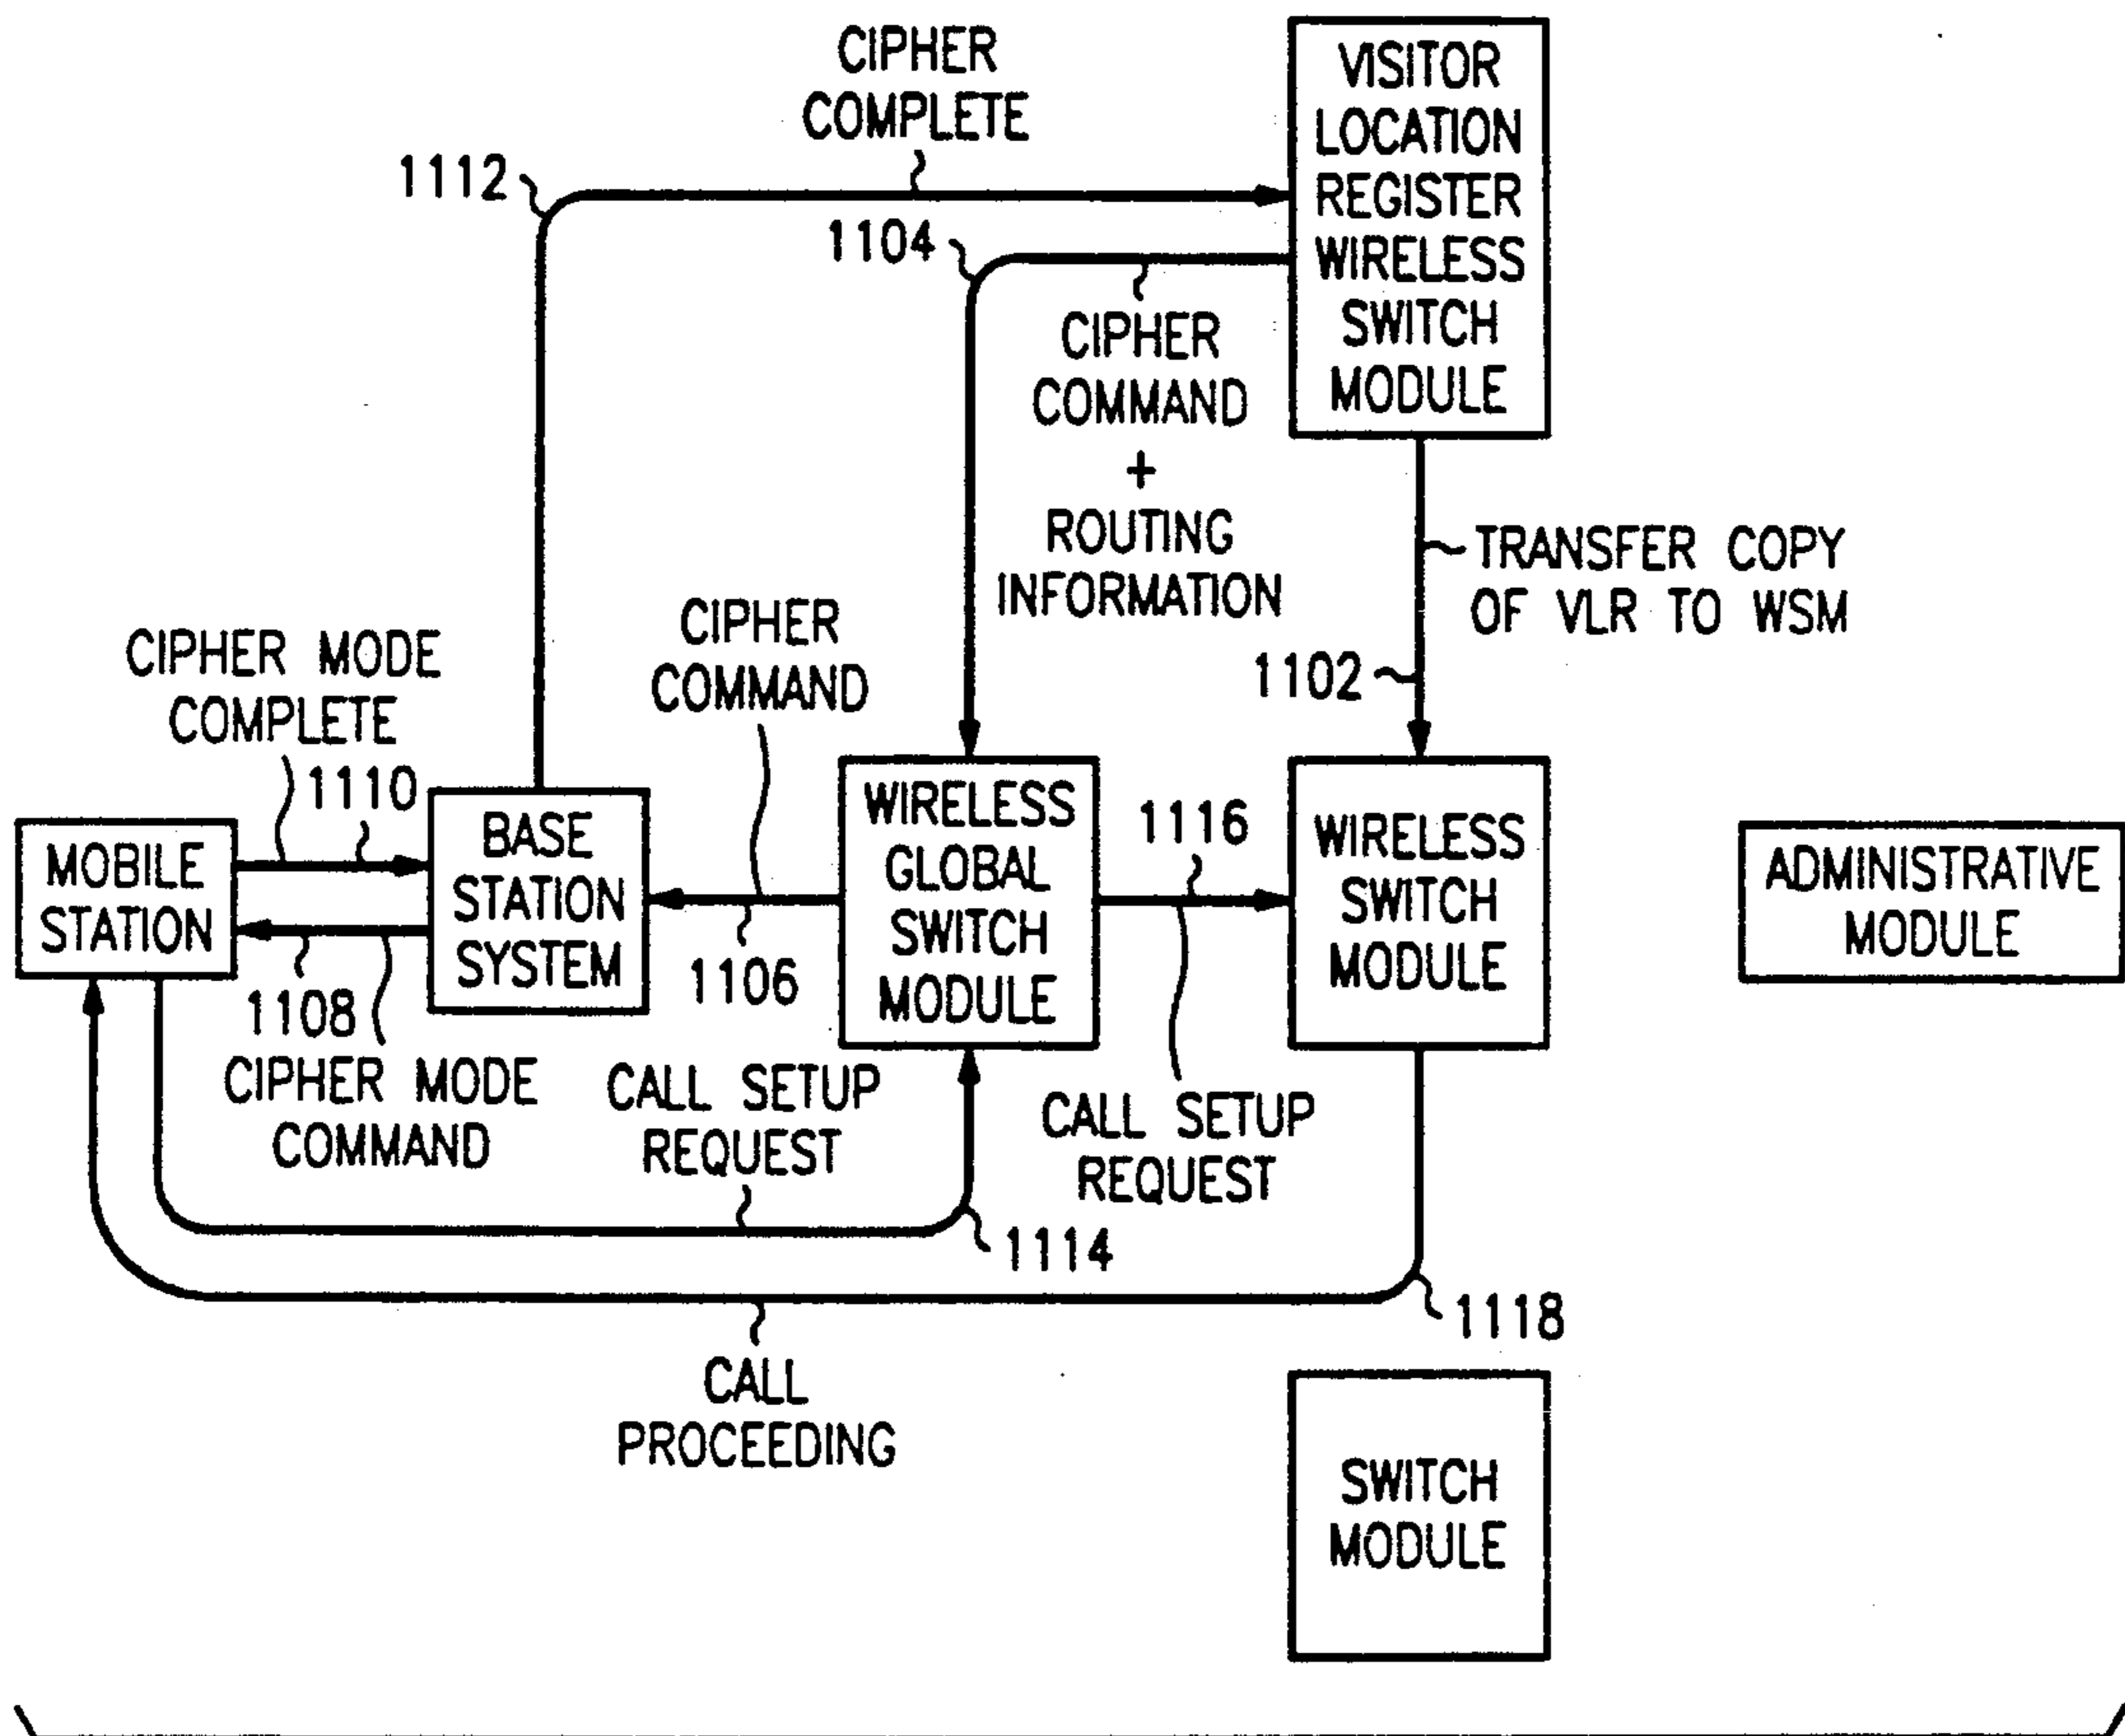 CIPHER
COMPLETE
VISITOR
LOCATION
REGISTER
WIRELESS
SWITCH
MODULE
1112
1104
CIPHER
COMMAND
+
ROUTING
INFORMATION
TRANSFER COPY
OF VLR TO WSM
1102
CIPHER
COMMAND
CIPHER MODE
COMPLETE
1110
MOBILE
STATION
BASE
STATION
SYSTEM
WIRELESS
GLOBAL
SWITCH
MODULE
1116
WIRELESS
SWITCH
MODULE
ADMINISTRATIVE
MODULE
1106
1108
CIPHER MODE
COMMAND
CALL SETUP
REQUEST
CALL SETUP
REQUEST
1114
1118
CALL
PROCEEDING
SWITCH
MODULE